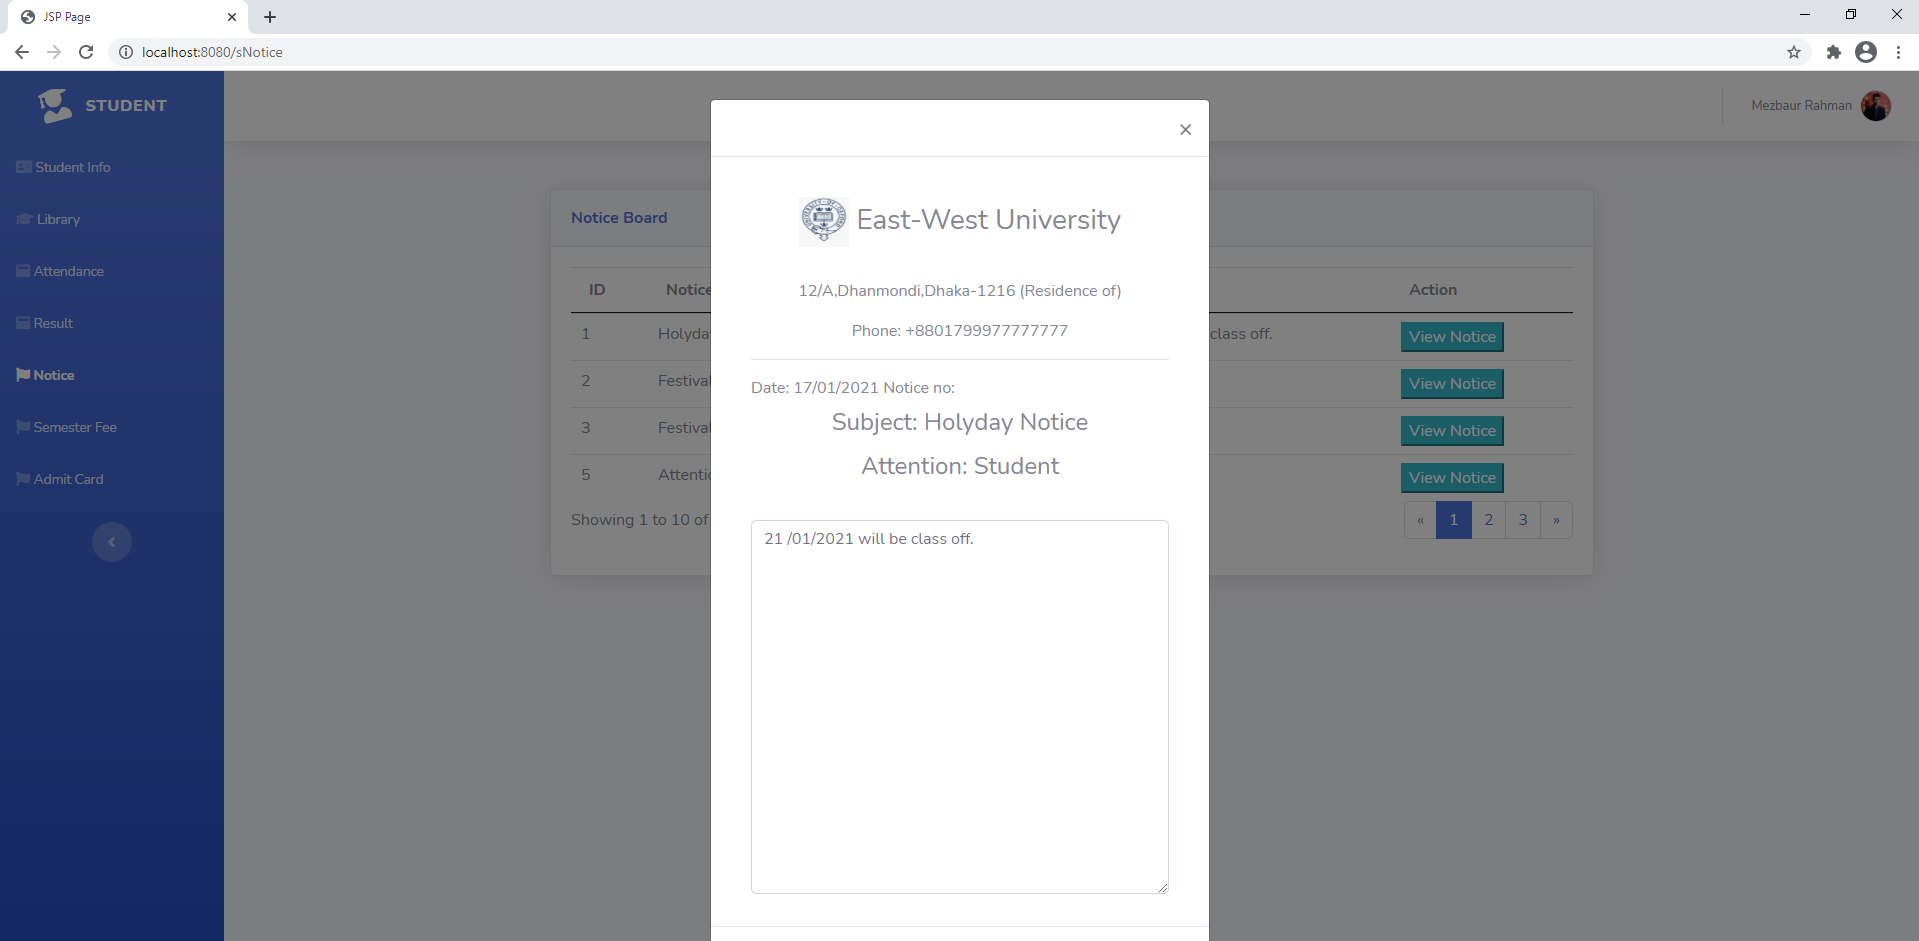 JSP Page
localhost:8080/sNotice
STUDENT
Mezbaur Rahman
Student Info
Library
Attendance
Result
Notice
Semester Fee
Admit Card
Notice Board
ID Notice Action
1 Holyday class off. View Notice
2 Festival View Notice
3 Festival View Notice
5 View Notice
Showing 1 to 10 of « 1 2 3 »
×
East-West University
12/A,Dhanmondi,Dhaka-1216 (Residence of)
Phone: +8801799977777777
Date: 17/01/2021 Notice no:
Subject: Holyday Notice
Attention: Student
21 /01/2021 will be class off.